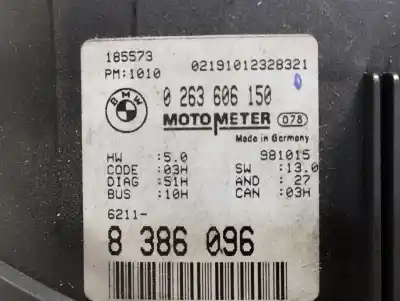 185573
PM:1010 02191012328321
BMW
0 263 606 150
MOTOMETER 078
Made in Germany
981015
HW :5.0 SW :13.0
CODE :03H AND :27
DIAG :51H CAN :03H
BUS :10H
6211-
8 386 096